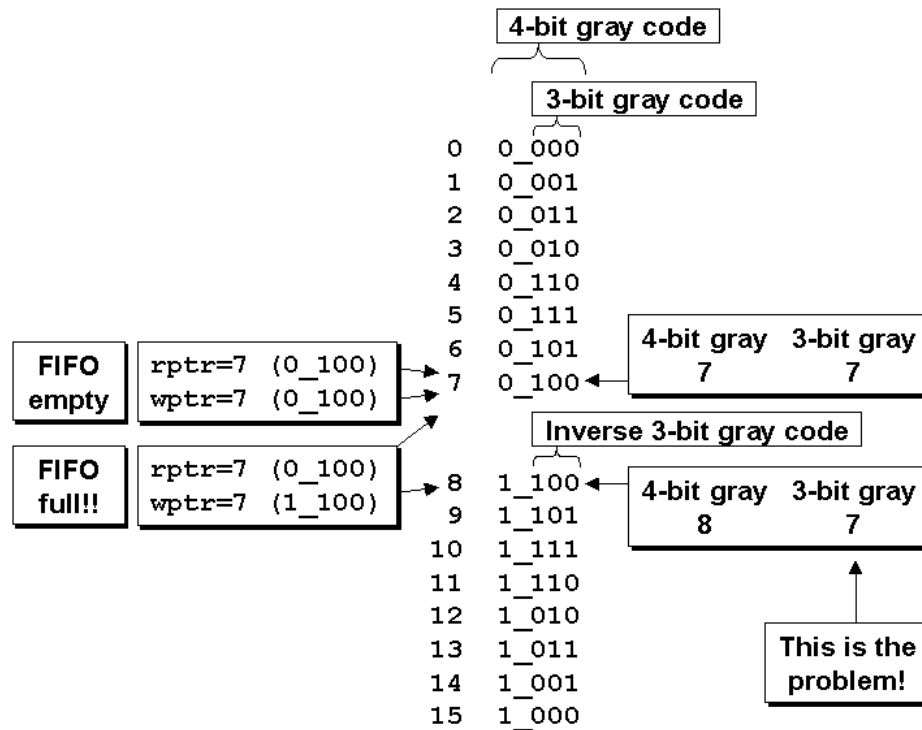 4-bit gray code
3-bit gray code
0 0_000
1 0_001
2 0_011
3 0_010
4 0_110
5 0_111
6 0_101
7 0_100
FIFO
empty
rptr=7 (0_100)
wptr=7 (0_100)
4-bit gray 3-bit gray
7 7
Inverse 3-bit gray code
FIFO
full!!
rptr=7 (0_100)
wptr=7 (1_100)
8 1_100
9 1_101
10 1_111
11 1_110
12 1_010
13 1_011
14 1_001
15 1_000
4-bit gray 3-bit gray
8 7
This is the
problem!